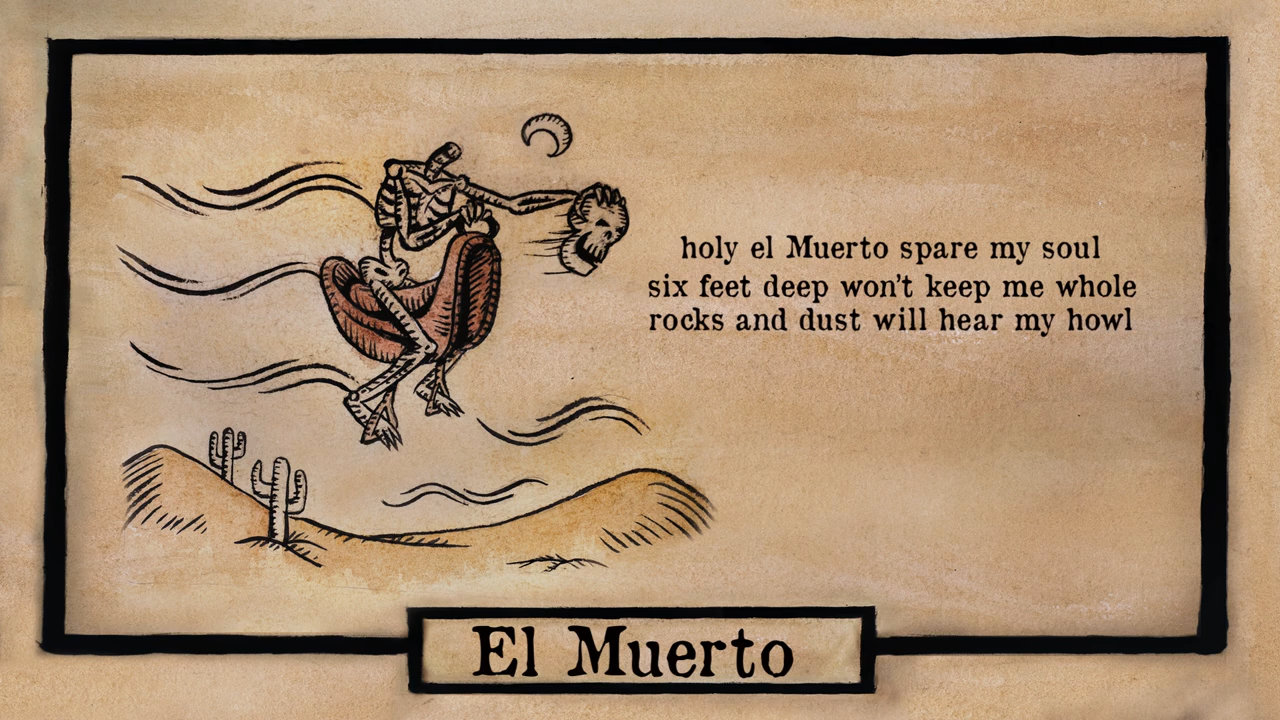 holy el Muerto spare my soul
six feet deep won't keep me whole
rocks and dust will hear my howl
El Muerto